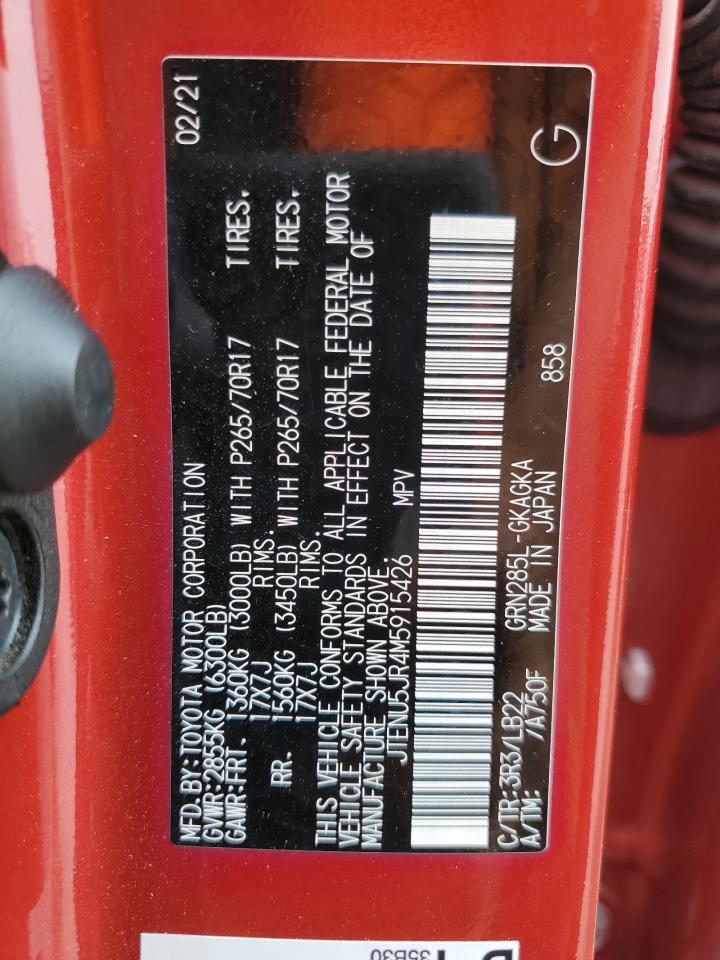 MFD.BY:TOYOTA MOTOR CORPORATION 02/21
GVWR:2855KG (6300LB)
GAWR:FRT. 1360KG (3000LB) WITH P265/70R17 TIRES.
17X7J RIMS.
RR. 1560KG (3450LB) WITH P265/70R17 TIRES.
17X7J RIMS.
THIS VEHICLE CONFORMS TO ALL APPLICABLE FEDERAL MOTOR
VEHICLE SAFETY STANDARDS IN EFFECT ON THE DATE OF
MANUFACTURE SHOWN ABOVE.
JTENU5JR4M5915426 MPV
C/TR:3R3/LB22 GRN285L-GKAGKA 858 G
A/TM: /A750F MADE IN JAPAN
35B30